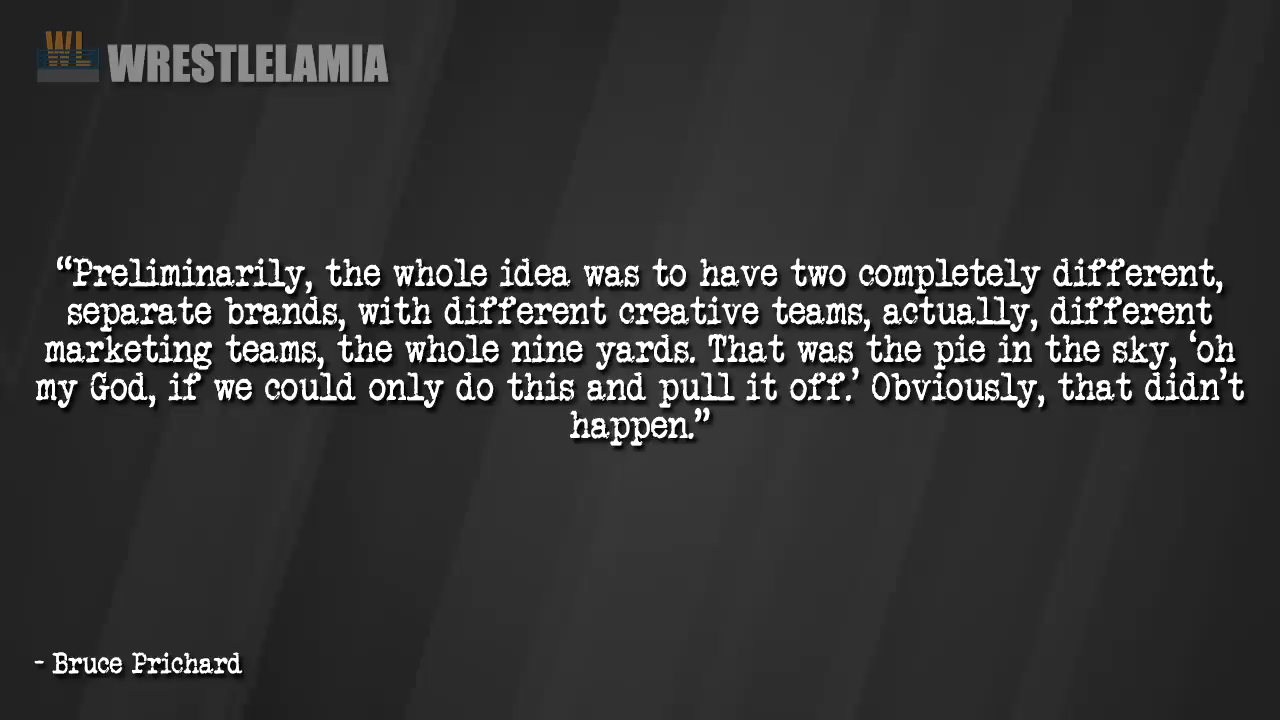 WL WRESTLELAMIA
“Preliminarily, the whole idea was to have two completely different,
separate brands, with different creative teams, actually, different
marketing teams, the whole nine yards. That was the pie in the sky, ‘oh
my God, if we could only do this and pull it off.’ Obviously, that didn’t
happen.”
- Bruce Prichard